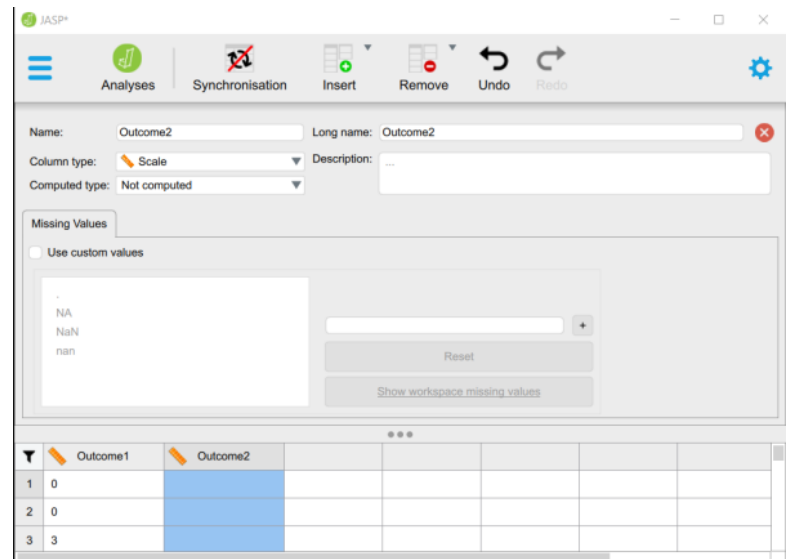 JASP*
Analyses
Synchronisation
Insert
Remove
Undo
Redo
Name: Outcome2
Long name: Outcome2
Column type: Scale
Description: ...
Computed type: Not computed
Missing Values
Use custom values
.
NA
NaN
nan
+
Reset
Show workspace missing values
Outcome1 Outcome2
1 0
2 0
3 3